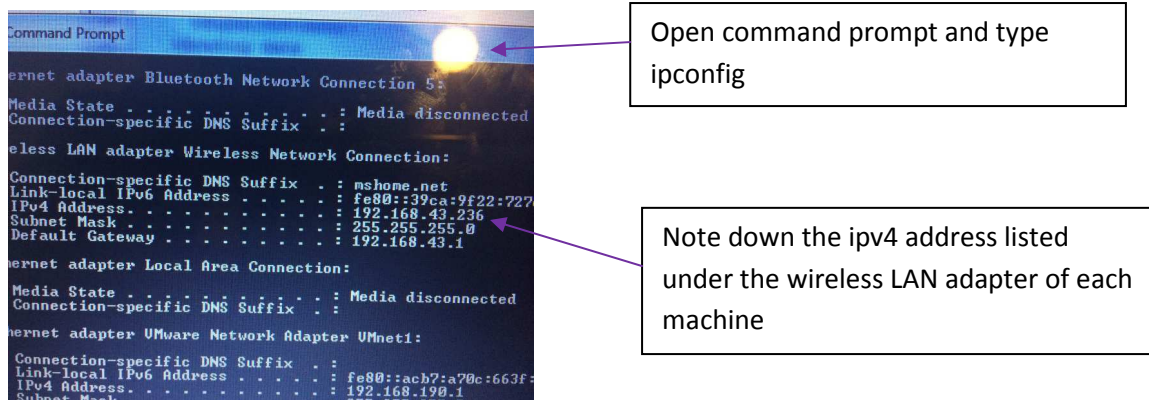 Command Prompt
ernet adapter Bluetooth Network Connection 5:
Media State . . . . . . . . . . . : Media disconnected
Connection-specific DNS Suffix . :
eless LAN adapter Wireless Network Connection:
Connection-specific DNS Suffix . : mshome.net
Link-local IPv6 Address . . . . . : fe80::39ca:9f22:727
IPv4 Address. . . . . . . . . . . : 192.168.43.236
Subnet Mask . . . . . . . . . . . : 255.255.255.0
Default Gateway . . . . . . . . . : 192.168.43.1
ernet adapter Local Area Connection:
Media State . . . . . . . . . . . : Media disconnected
Connection-specific DNS Suffix . :
hernet adapter VMware Network Adapter VMnet1:
Connection-specific DNS Suffix . :
Link-local IPv6 Address . . . . . : fe80::acb7:a70c:663f:
IPv4 Address. . . . . . . . . . . : 192.168.190.1
Subnet Mask
Open command prompt and type
ipconfig
Note down the ipv4 address listed
under the wireless LAN adapter of each
machine